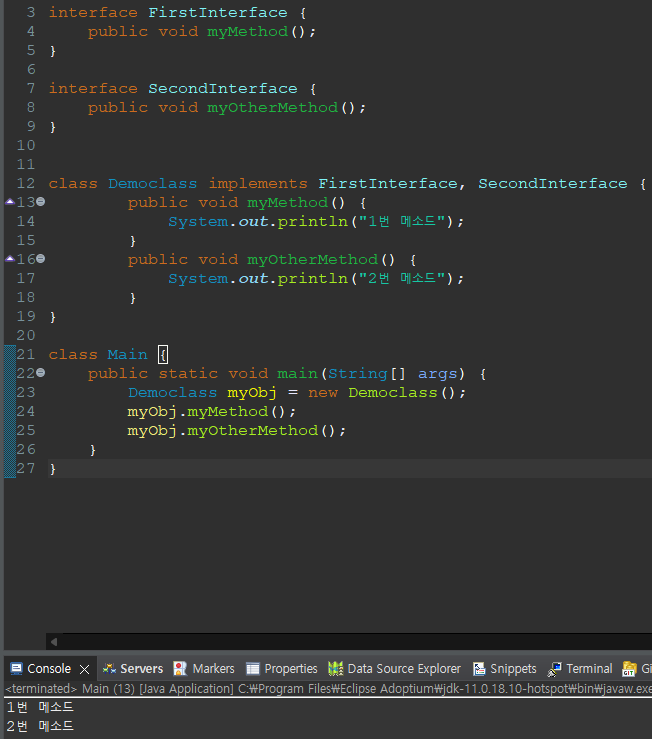 3 interface FirstInterface {
4 public void myMethod();
5 }
6
7 interface SecondInterface {
8 public void myOtherMethod();
9 }
10
11
12 class Democlass implements FirstInterface, SecondInterface {
13 public void myMethod() {
14 System.out.println("1번 메소드");
15 }
16 public void myOtherMethod() {
17 System.out.println("2번 메소드");
18 }
19 }
20
21 class Main {
22 public static void main(String[] args) {
23 Democlass myObj = new Democlass();
24 myObj.myMethod();
25 myObj.myOtherMethod();
26 }
27 }
Console Servers Markers Properties Data Source Explorer Snippets Terminal Gi
<terminated> Main (13) [Java Application] C:₩Program Files₩Eclipse Adoptium₩jdk-11.0.18.10-hotspot₩bin₩javaw.exe
1번 메소드
2번 메소드